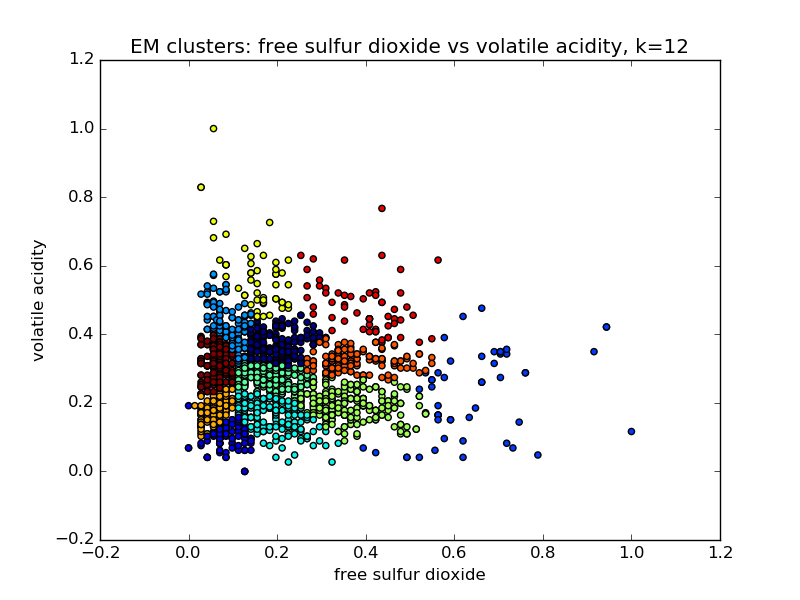 EM clusters: free sulfur dioxide vs volatile acidity, k=12
1.2
1.0
0.8
0.6
0.4
0.2
0.0
−0.2
volatile acidity
−0.2 0.0 0.2 0.4 0.6 0.8 1.0 1.2
free sulfur dioxide